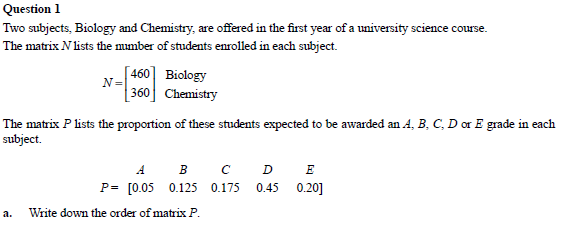 Question 1
Two subjects, Biology and Chemistry, are offered in the first year of a university science course.
The matrix N lists the number of students enrolled in each subject.
N = [460] Biology
[360] Chemistry
The matrix P lists the proportion of these students expected to be awarded an A, B, C, D or E grade in each
subject.
A B C D E
P = [0.05 0.125 0.175 0.45 0.20]
a. Write down the order of matrix P.